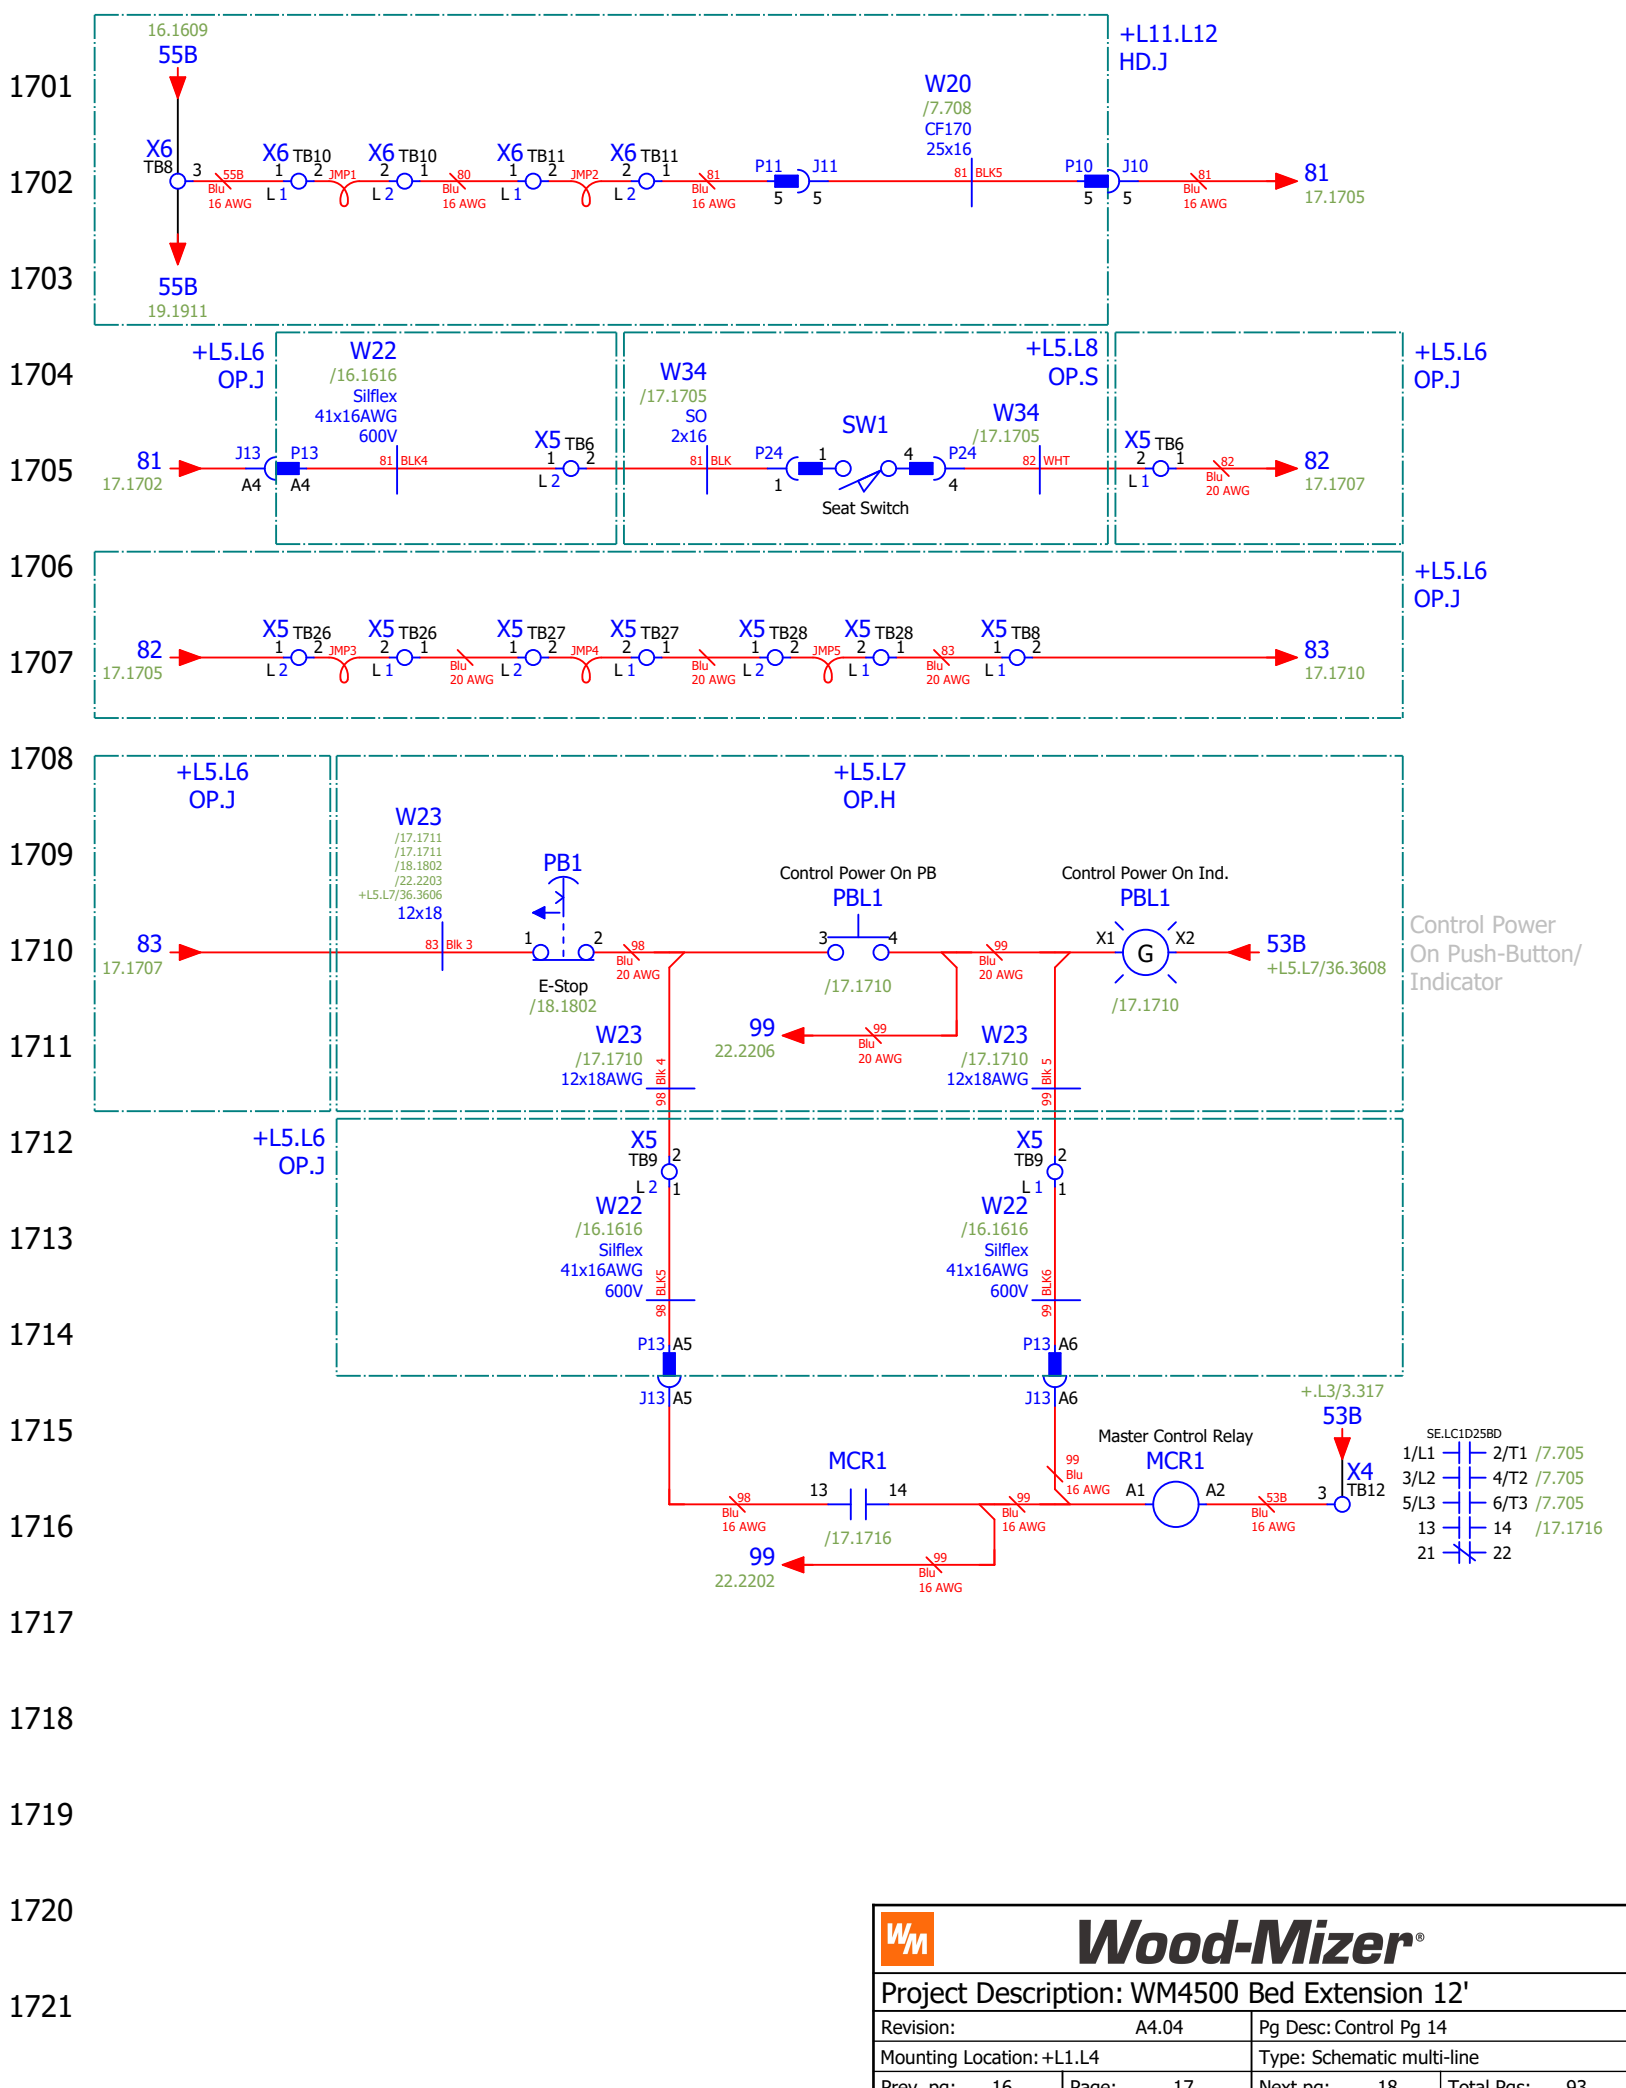 16.1609
55B
+L11.L12
HD.J
1701
W20
/7.708
CF170
25x16
X6
TB8
3
55B
Blu
16 AWG
X6 TB10
1 2
L 1
JMP1
X6 TB10
2 1
L 2
80
Blu
16 AWG
X6 TB11
1 2
L 1
JMP2
X6 TB11
2 1
L 2
81
Blu
16 AWG
P11 J11
5 5
81 BLK5
P10 J10
5 5
81
Blu
16 AWG
81
17.1705
1702
1703
55B
19.1911
1704
+L5.L6
OP.J
W22
/16.1616
Silflex
41x16AWG
600V
W34
/17.1705
SO
2x16
+L5.L8
OP.S
W34
/17.1705
+L5.L6
OP.J
1705
81
17.1702
J13 P13
A4 A4
81 BLK4
X5 TB6
1 2
L 2
81 BLK
P24
1
1
SW1
4
P24
4
Seat Switch
82 WHT
X5 TB6
2 1
L 1
82
Blu
20 AWG
82
17.1707
1706
+L5.L6
OP.J
1707
82
17.1705
X5 TB26
1 2
L 2
JMP3
X5 TB26
2 1
L 1
Blu
20 AWG
X5 TB27
1 2
L 2
JMP4
X5 TB27
2 1
L 1
Blu
20 AWG
X5 TB28
1 2
L 2
JMP5
X5 TB28
2 1
L 1
83
Blu
20 AWG
X5 TB8
1 2
L 1
83
17.1710
1708
+L5.L6
OP.J
+L5.L7
OP.H
1709
W23
/17.1711
/17.1711
/18.1802
/22.2203
+L5.L7/36.3606
12x18
PB1
Control Power On PB
PBL1
Control Power On Ind.
PBL1
1710
83
17.1707
83 Blk 3
1 2
E-Stop
/18.1802
98
Blu
20 AWG
3 4
/17.1710
99
Blu
20 AWG
X1 G X2
/17.1710
53B
+L5.L7/36.3608
Control Power
On Push-Button/
Indicator
1711
W23
/17.1710
12x18AWG
98 Blk 4
99
22.2206
99
Blu
20 AWG
W23
/17.1710
12x18AWG
99 Blk 5
1712
+L5.L6
OP.J
X5
TB9
2
L 2
1
X5
TB9
2
L 1
1
1713
W22
/16.1616
Silflex
41x16AWG
600V
98 BLK5
W22
/16.1616
Silflex
41x16AWG
600V
99 BLK6
1714
P13 A5
J13 A5
P13 A6
J13 A6
1715
+.L3/3.317
53B
MCR1
Master Control Relay
MCR1
99
Blu
16 AWG
X4
TB12
3
SE.LC1D25BD
1/L1 2/T1 /7.705
3/L2 4/T2 /7.705
5/L3 6/T3 /7.705
13 14 /17.1716
21 22
1716
98
Blu
16 AWG
13 14
/17.1716
99
Blu
16 AWG
A1 A2
53B
Blu
16 AWG
99
22.2202
99
Blu
16 AWG
1717
1718
1719
1720
1721
WM
Wood-Mizer®
Project Description: WM4500 Bed Extension 12'
Revision: A4.04
Pg Desc: Control Pg 14
Mounting Location: +L1.L4
Type: Schematic multi-line
Prev. pg: 16
Page: 17
Next pg: 18
Total Pgs: 93